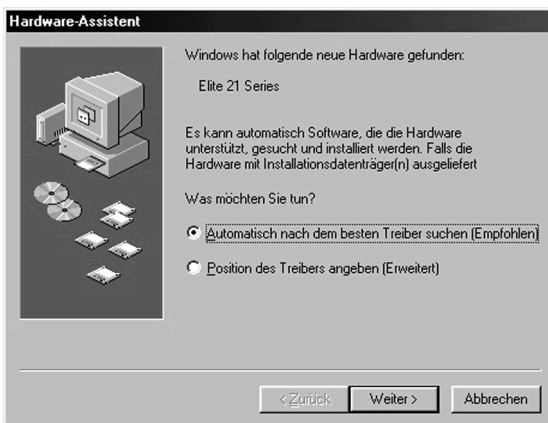 Hardware-Assistent
Windows hat folgende neue Hardware gefunden:
Elite 21 Series
Es kann automatisch Software, die die Hardware
unterstützt, gesucht und installiert werden. Falls die
Hardware mit Installationsdatenträger(n) ausgeliefert
Was möchten Sie tun?
Automatisch nach dem besten Treiber suchen (Empfohlen)
Position des Treibers angeben (Erweitert)
< Zurück
Weiter >
Abbrechen